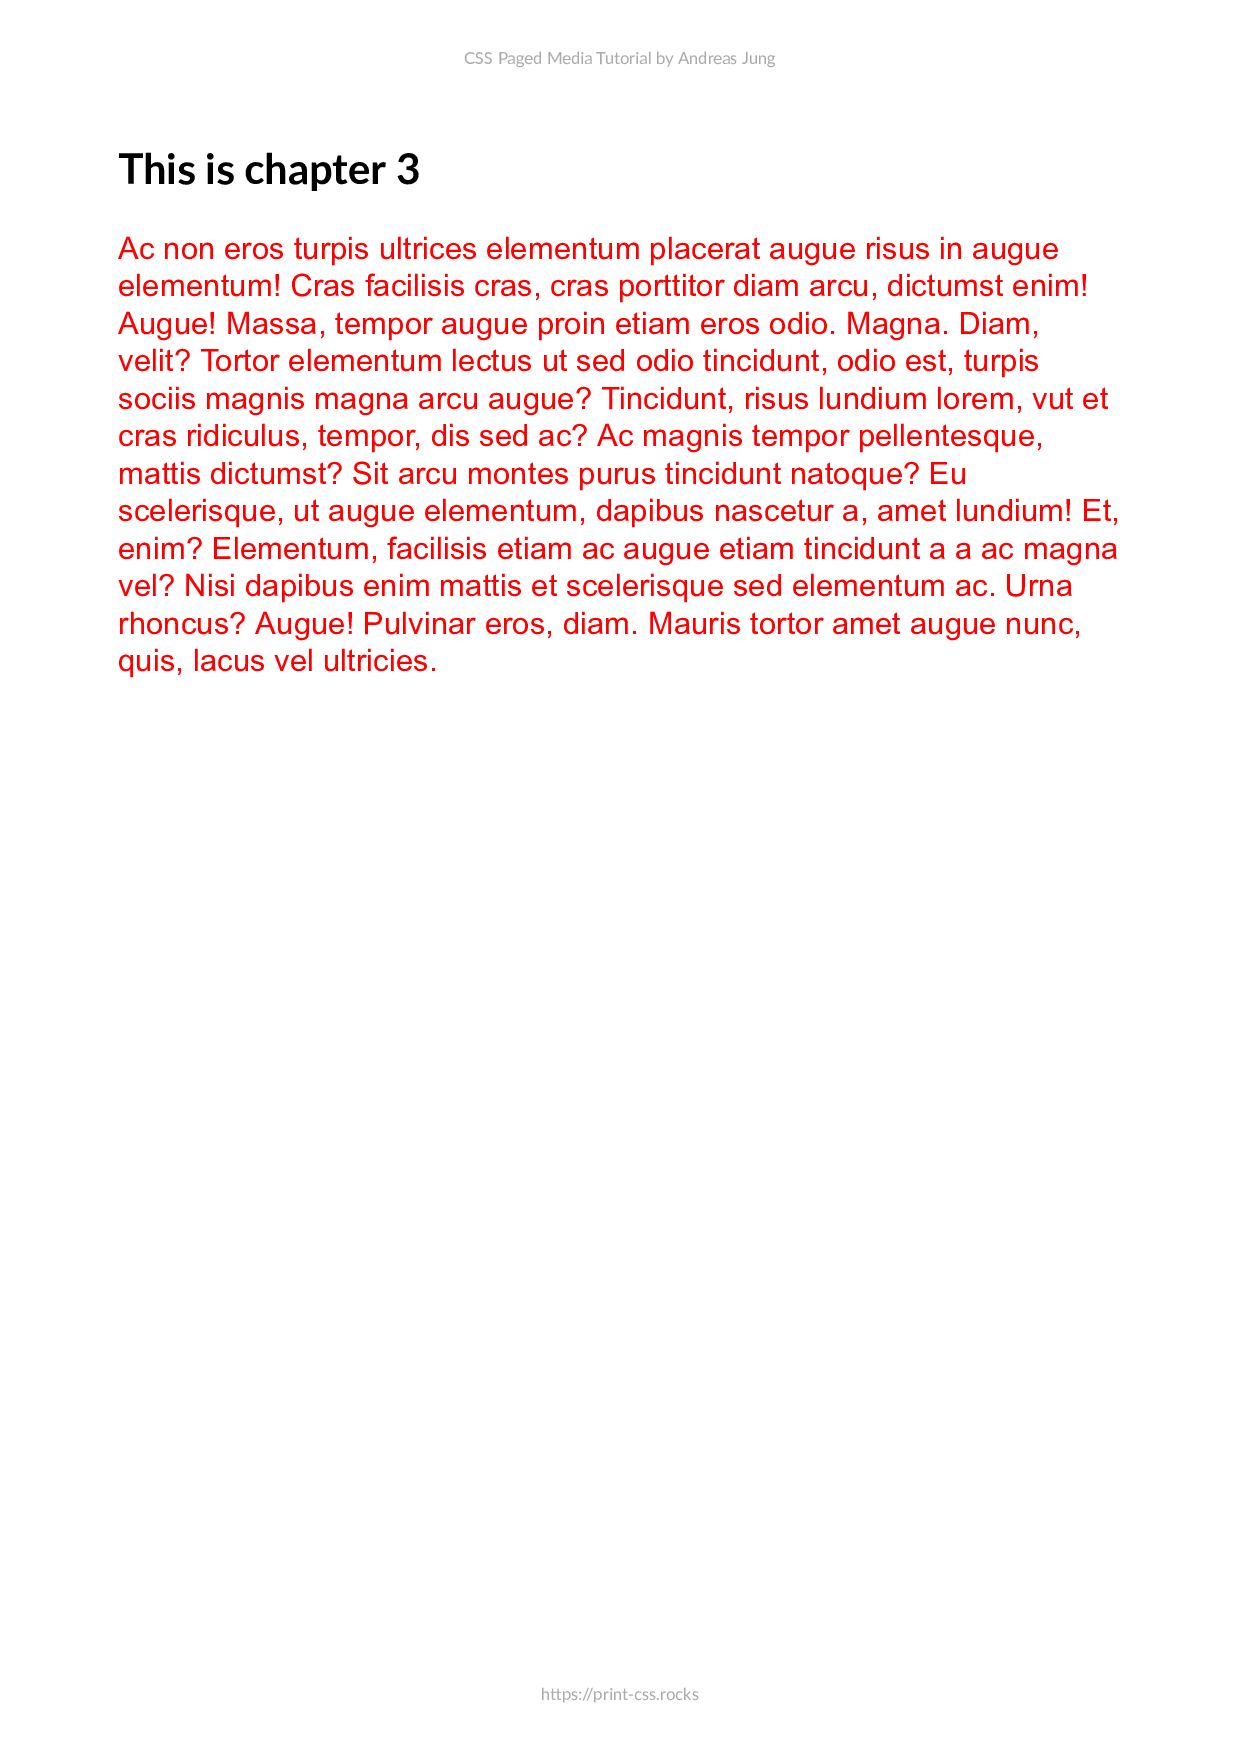 CSS Paged Media Tutorial by Andreas Jung
This is chapter 3
Ac non eros turpis ultrices elementum placerat augue risus in augue
elementum! Cras facilisis cras, cras porttitor diam arcu, dictumst enim!
Augue! Massa, tempor augue proin etiam eros odio. Magna. Diam,
velit? Tortor elementum lectus ut sed odio tincidunt, odio est, turpis
sociis magnis magna arcu augue? Tincidunt, risus lundium lorem, vut et
cras ridiculus, tempor, dis sed ac? Ac magnis tempor pellentesque,
mattis dictumst? Sit arcu montes purus tincidunt natoque? Eu
scelerisque, ut augue elementum, dapibus nascetur a, amet lundium! Et,
enim? Elementum, facilisis etiam ac augue etiam tincidunt a a ac magna
vel? Nisi dapibus enim mattis et scelerisque sed elementum ac. Urna
rhoncus? Augue! Pulvinar eros, diam. Mauris tortor amet augue nunc,
quis, lacus vel ultricies.
https://print-css.rocks